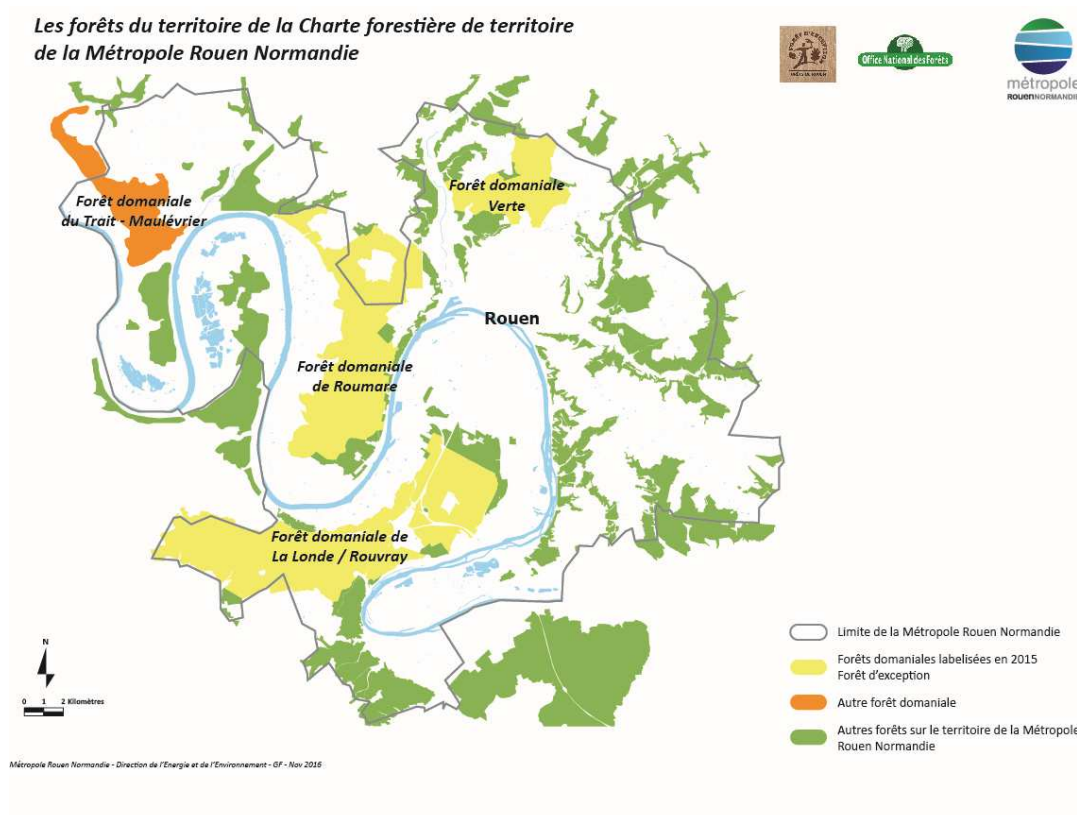 Les forêts du territoire de la Charte forestière de territoire
de la Métropole Rouen Normandie
Office National des Forêts
métropole
ROUENNORMANDIE
Forêt domaniale
Verte
Forêt domaniale
du Trait - Maulévrier
Rouen
Forêt domaniale
de Roumare
Forêt domaniale de
La Londe / Rouvray
N
0 1 2 Kilomètres
Limite de la Métropole Rouen Normandie
Forêts domaniales labelisées en 2015
Forêt d'exception
Autre forêt domaniale
Autres forêts sur le territoire de la Métropole
Rouen Normandie
Métropole Rouen Normandie - Direction de l'Energie et de l'Environnement - GF - Nov 2016